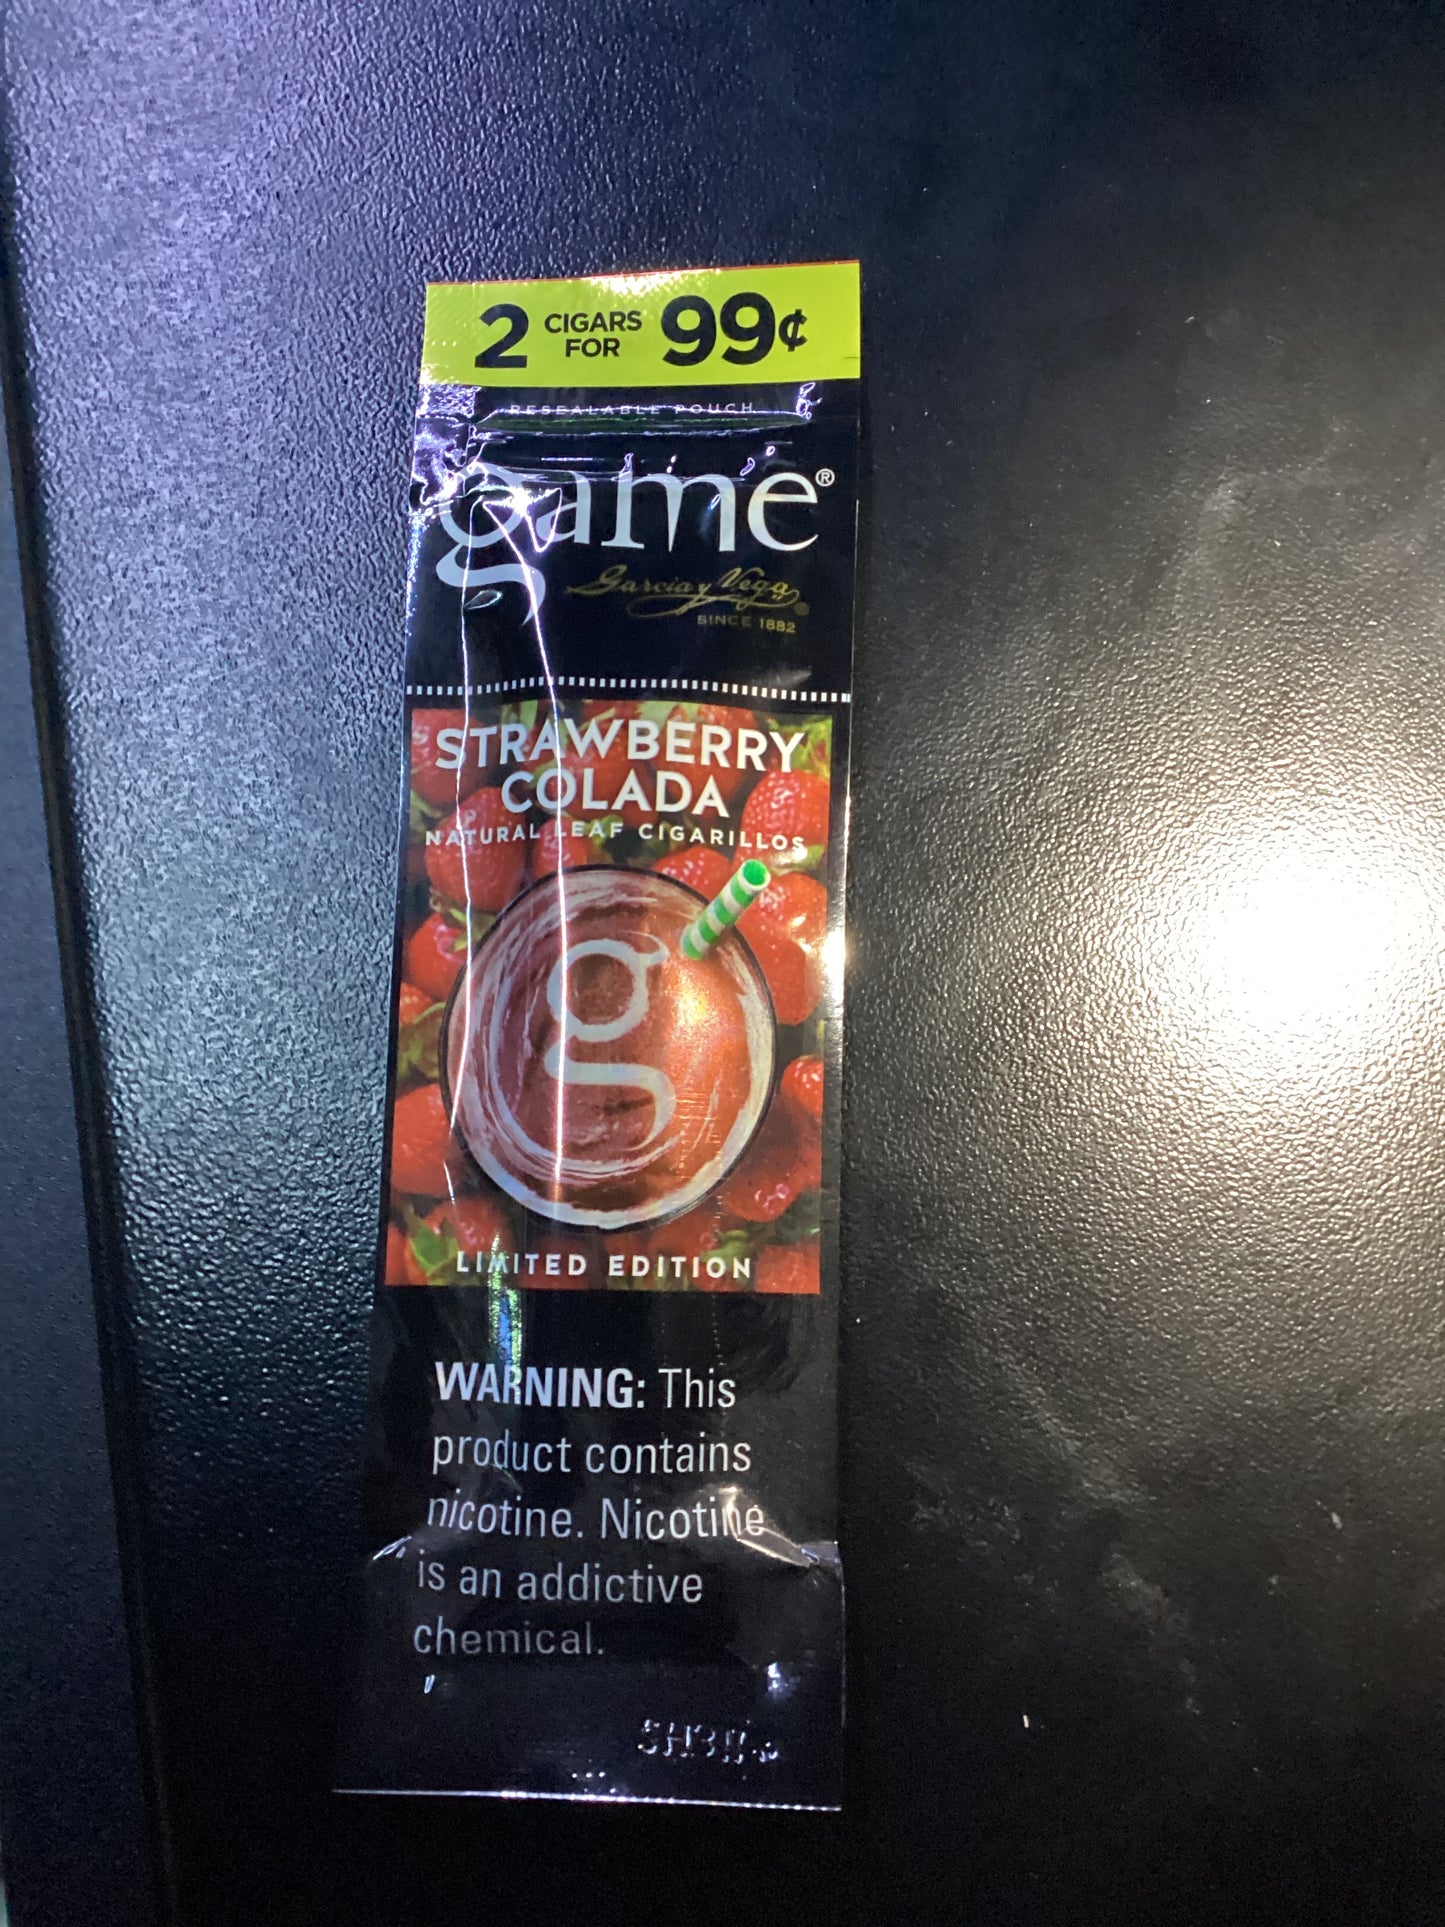 2 CIGARS FOR 99¢
RESEALABLE POUCH
game®
Garcia y Vega®
SINCE 1882
STRAWBERRY
COLADA
NATURAL LEAF CIGARILLOS
g
LIMITED EDITION
WARNING: This
product contains
nicotine. Nicotine
is an addictive
chemical.